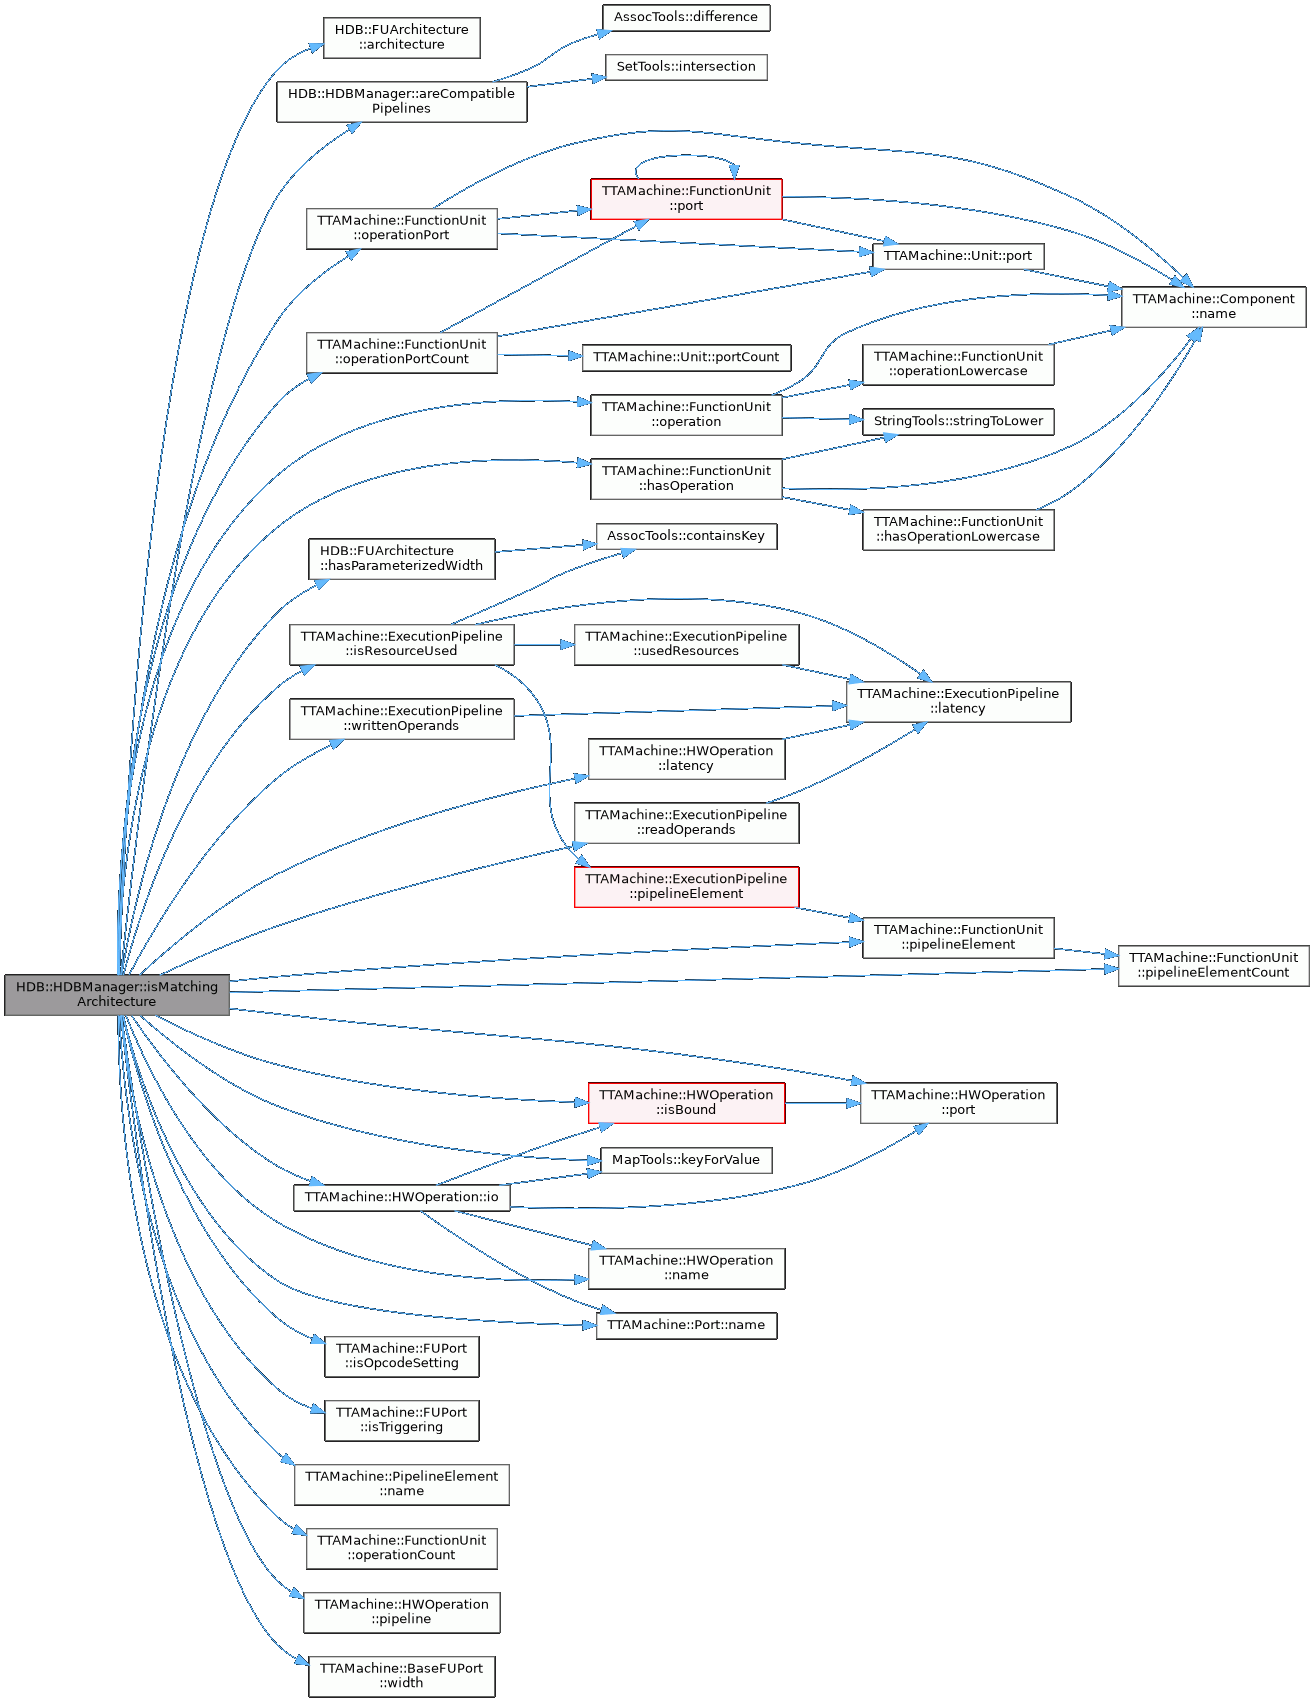 AssocTools::difference
HDB::FUArchitecture
::architecture
SetTools::intersection
HDB::HDBManager::areCompatible
Pipelines
TTAMachine::FunctionUnit
::port
TTAMachine::FunctionUnit
::operationPort
TTAMachine::Unit::port
TTAMachine::Component
::name
TTAMachine::FunctionUnit
::operationPortCount
TTAMachine::Unit::portCount
TTAMachine::FunctionUnit
::operationLowercase
TTAMachine::FunctionUnit
::operation
StringTools::stringToLower
TTAMachine::FunctionUnit
::hasOperation
TTAMachine::FunctionUnit
::hasOperationLowercase
AssocTools::containsKey
HDB::FUArchitecture
::hasParameterizedWidth
TTAMachine::ExecutionPipeline
::isResourceUsed
TTAMachine::ExecutionPipeline
::usedResources
TTAMachine::ExecutionPipeline
::latency
TTAMachine::ExecutionPipeline
::writtenOperands
TTAMachine::HWOperation
::latency
TTAMachine::ExecutionPipeline
::readOperands
TTAMachine::ExecutionPipeline
::pipelineElement
TTAMachine::FunctionUnit
::pipelineElement
TTAMachine::FunctionUnit
::pipelineElementCount
HDB::HDBManager::isMatching
Architecture
TTAMachine::HWOperation
::isBound
TTAMachine::HWOperation
::port
MapTools::keyForValue
TTAMachine::HWOperation::io
TTAMachine::HWOperation
::name
TTAMachine::Port::name
TTAMachine::FUPort
::isOpcodeSetting
TTAMachine::FUPort
::isTriggering
TTAMachine::PipelineElement
::name
TTAMachine::FunctionUnit
::operationCount
TTAMachine::HWOperation
::pipeline
TTAMachine::BaseFUPort
::width